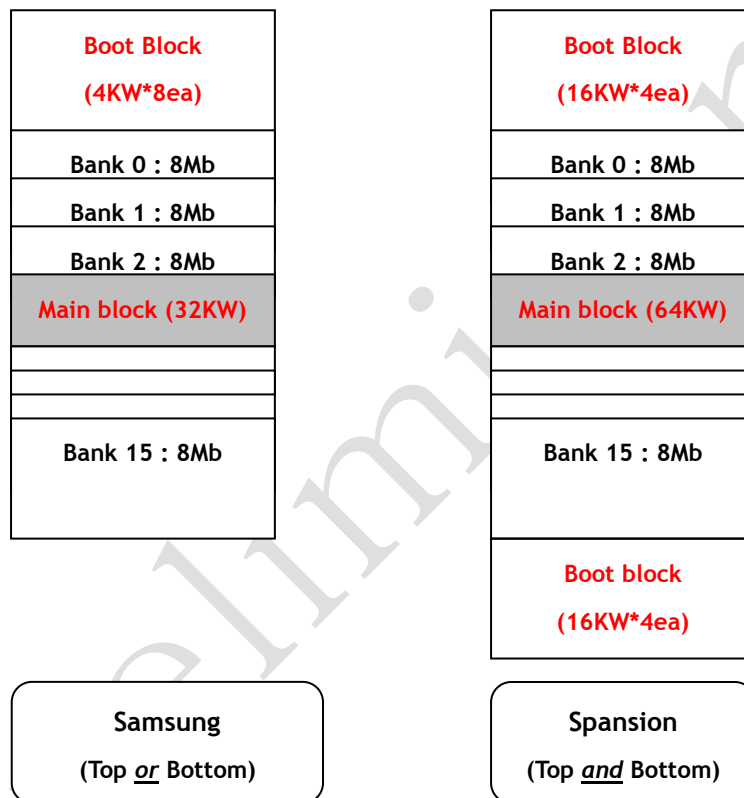 Boot Block
(4KW*8ea)
Bank 0 : 8Mb
Bank 1 : 8Mb
Bank 2 : 8Mb
Main block (32KW)
Bank 15 : 8Mb
Samsung
(Top or Bottom)
Boot Block
(16KW*4ea)
Bank 0 : 8Mb
Bank 1 : 8Mb
Bank 2 : 8Mb
Main block (64KW)
Bank 15 : 8Mb
Boot block
(16KW*4ea)
Spansion
(Top and Bottom)
elimi